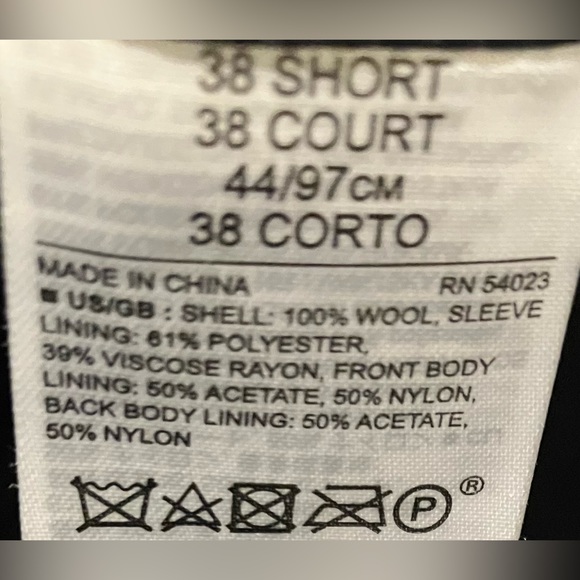 38 SHORT
38 COURT
44/97CM
38 CORTO
MADE IN CHINA RN 54023
US/GB : SHELL: 100% WOOL, SLEEVE
LINING: 61% POLYESTER,
39% VISCOSE RAYON, FRONT BODY
LINING: 50% ACETATE, 50% NYLON,
BACK BODY LINING: 50% ACETATE,
50% NYLON
P ®